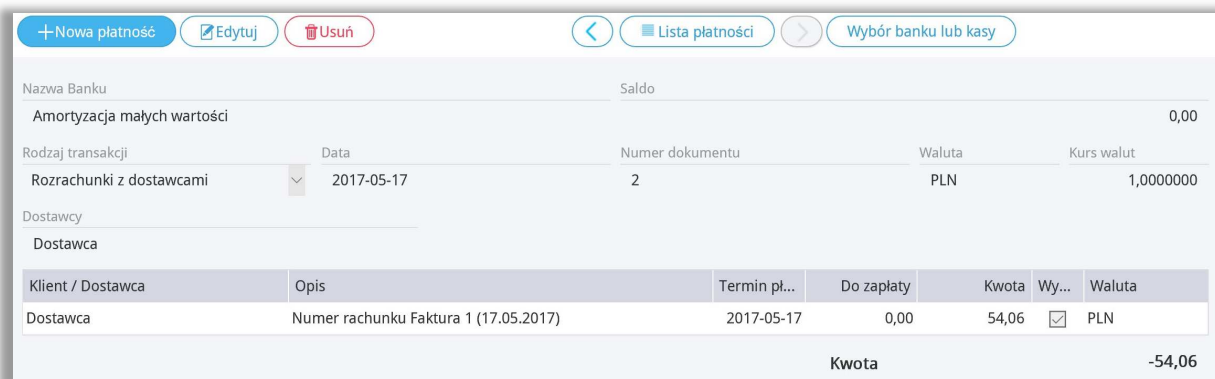 Nowa płatność Edytuj Usuń Lista płatności Wybór banku lub kasy
Nazwa Banku Saldo
Amortyzacja małych wartości 0,00
Rodzaj transakcji Data Numer dokumentu Waluta Kurs walut
Rozrachunki z dostawcami 2017-05-17 2 PLN 1,0000000
Dostawcy
Dostawca
Klient / Dostawca Opis Termin pł... Do zapłaty Kwota Wy... Waluta
Dostawca Numer rachunku Faktura 1 (17.05.2017) 2017-05-17 0,00 54,06 PLN
Kwota -54,06